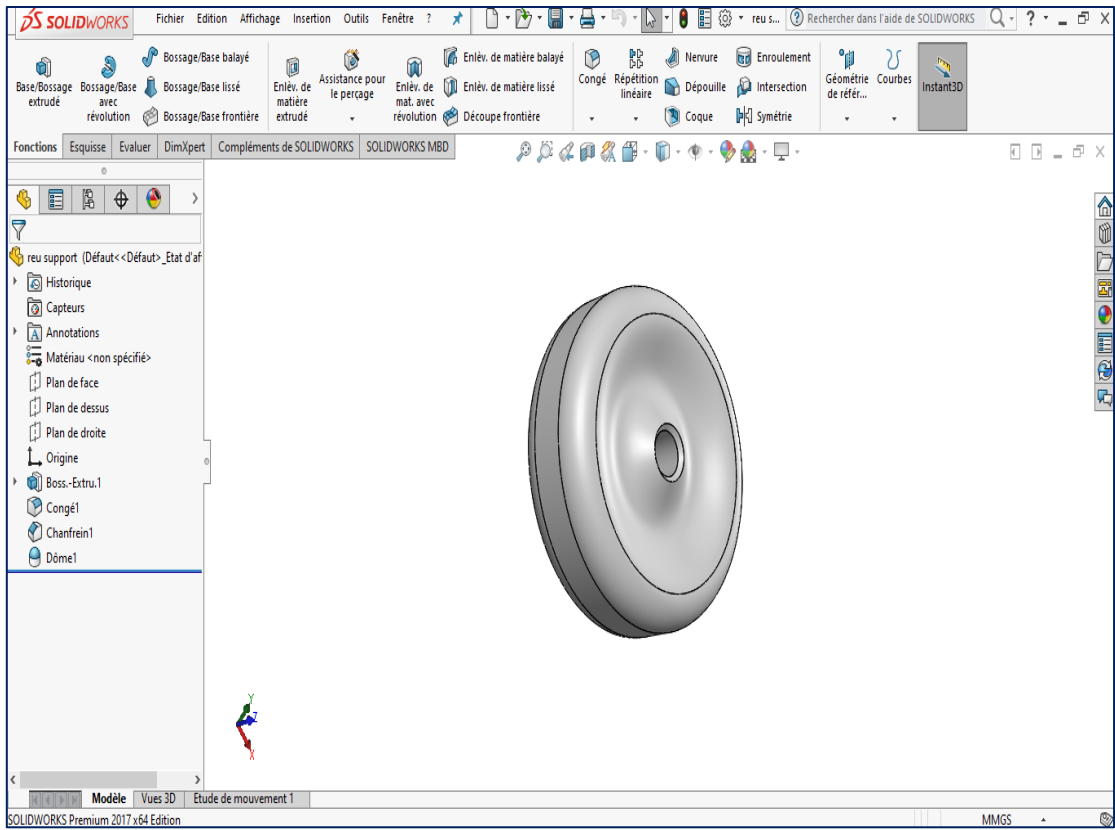 SOLIDWORKS Fichier Edition Affichage Insertion Outils Fenêtre ? reu s... Rechercher dans l'aide de SOLIDWORKS ?
Base/Bossage extrudé
Bossage/Base avec révolution
Bossage/Base balayé
Bossage/Base lissé
Bossage/Base frontière
Enlèv. de matière extrudé
Assistance pour le perçage
Enlèv. de mat. avec révolution
Enlèv. de matière balayé
Enlèv. de matière lissé
Découpe frontière
Congé
Répétition linéaire
Nervure
Dépouille
Coque
Enroulement
Intersection
Symétrie
Géométrie de référ...
Courbes
Instant3D
Fonctions Esquisse Evaluer DimXpert Compléments de SOLIDWORKS SOLIDWORKS MBD
reu support (Défaut<<Défaut>_Etat d'af
Historique
Capteurs
Annotations
Matériau <non spécifié>
Plan de face
Plan de dessus
Plan de droite
Origine
Boss.-Extru.1
Congé1
Chanfrein1
Dôme1
Y
Z
X
Modèle Vues 3D Etude de mouvement 1
SOLIDWORKS Premium 2017 x64 Edition MMGS